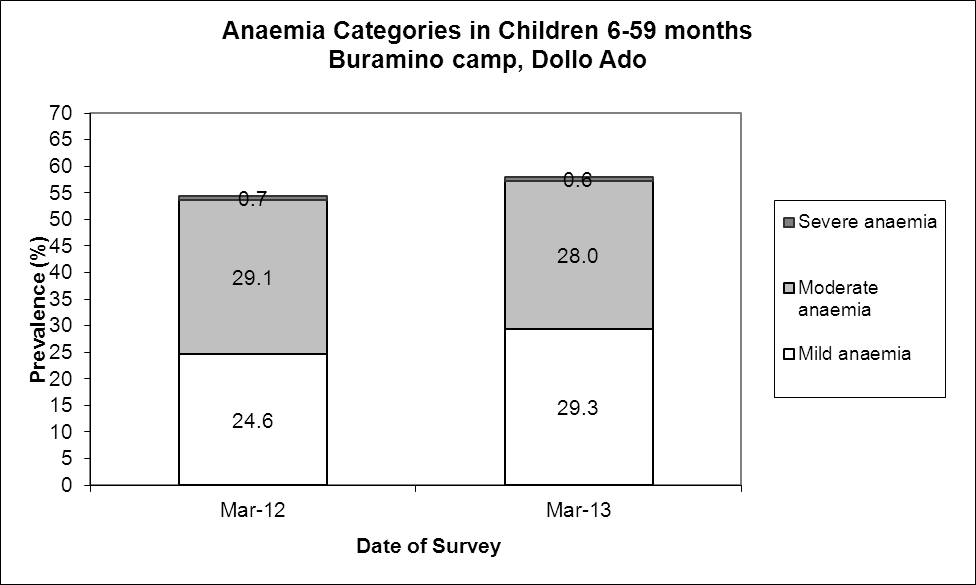 Anaemia Categories in Children 6-59 months
Buramino camp, Dollo Ado
Prevalence (%)
70
65
60
55
50
45
40
35
30
25
20
15
10
5
0
0.7
29.1
24.6
0.6
28.0
29.3
Mar-12
Mar-13
Date of Survey
Severe anaemia
Moderate
anaemia
Mild anaemia